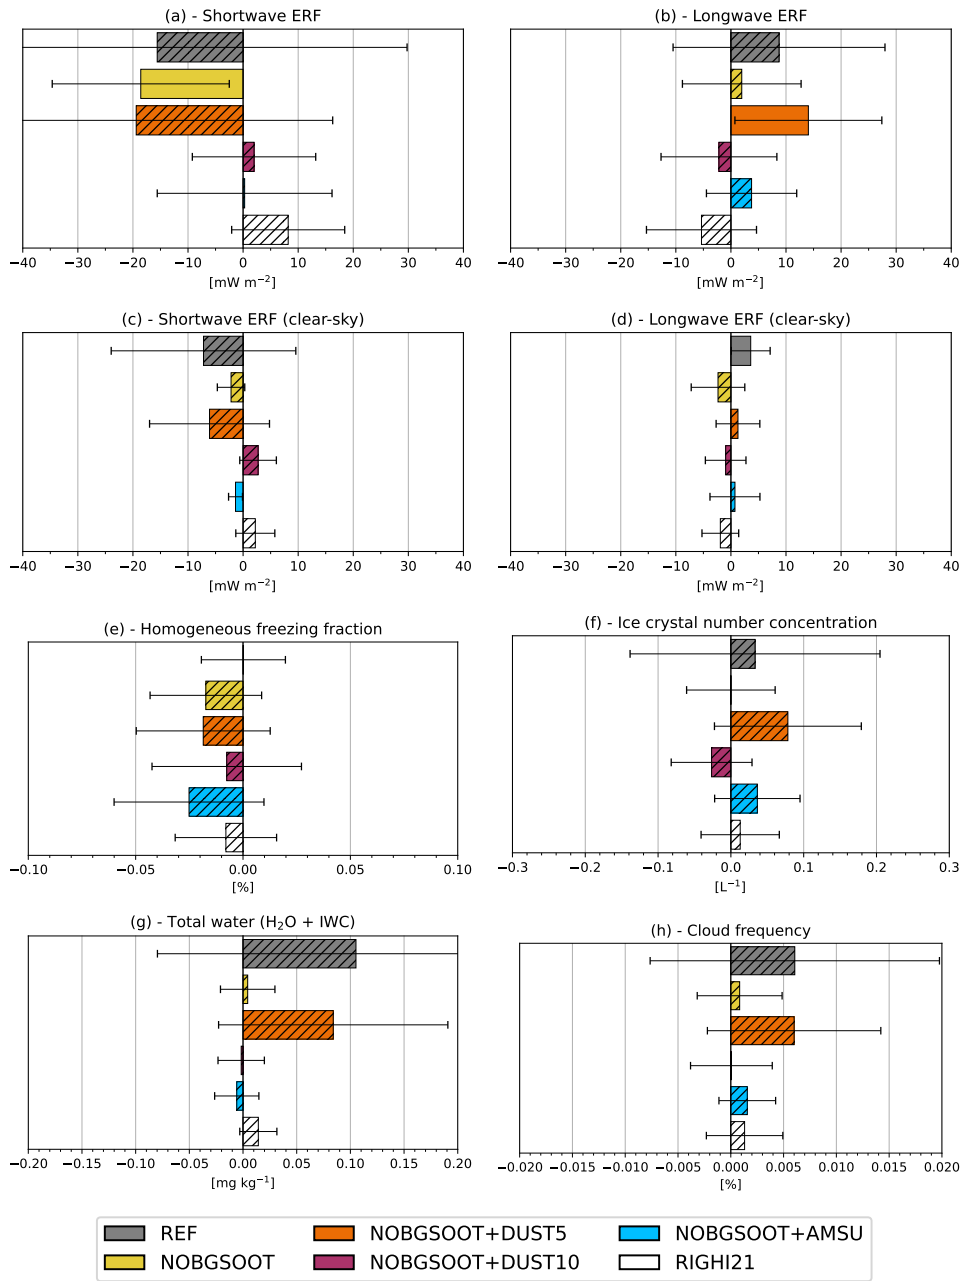 (a) - Shortwave ERF
−40 −30 −20 −10 0 10 20 30 40
[mW m⁻²]
(b) - Longwave ERF
−40 −30 −20 −10 0 10 20 30 40
[mW m⁻²]
(c) - Shortwave ERF (clear-sky)
−40 −30 −20 −10 0 10 20 30 40
[mW m⁻²]
(d) - Longwave ERF (clear-sky)
−40 −30 −20 −10 0 10 20 30 40
[mW m⁻²]
(e) - Homogeneous freezing fraction
−0.10 −0.05 0.00 0.05 0.10
[%]
(f) - Ice crystal number concentration
−0.3 −0.2 −0.1 0.0 0.1 0.2 0.3
[L⁻¹]
(g) - Total water (H₂O + IWC)
−0.20 −0.15 −0.10 −0.05 0.00 0.05 0.10 0.15 0.20
[mg kg⁻¹]
(h) - Cloud frequency
−0.020 −0.015 −0.010 −0.005 0.000 0.005 0.010 0.015 0.020
[%]
REF
NOBGSOOT
NOBGSOOT+DUST5
NOBGSOOT+DUST10
NOBGSOOT+AMSU
RIGHI21